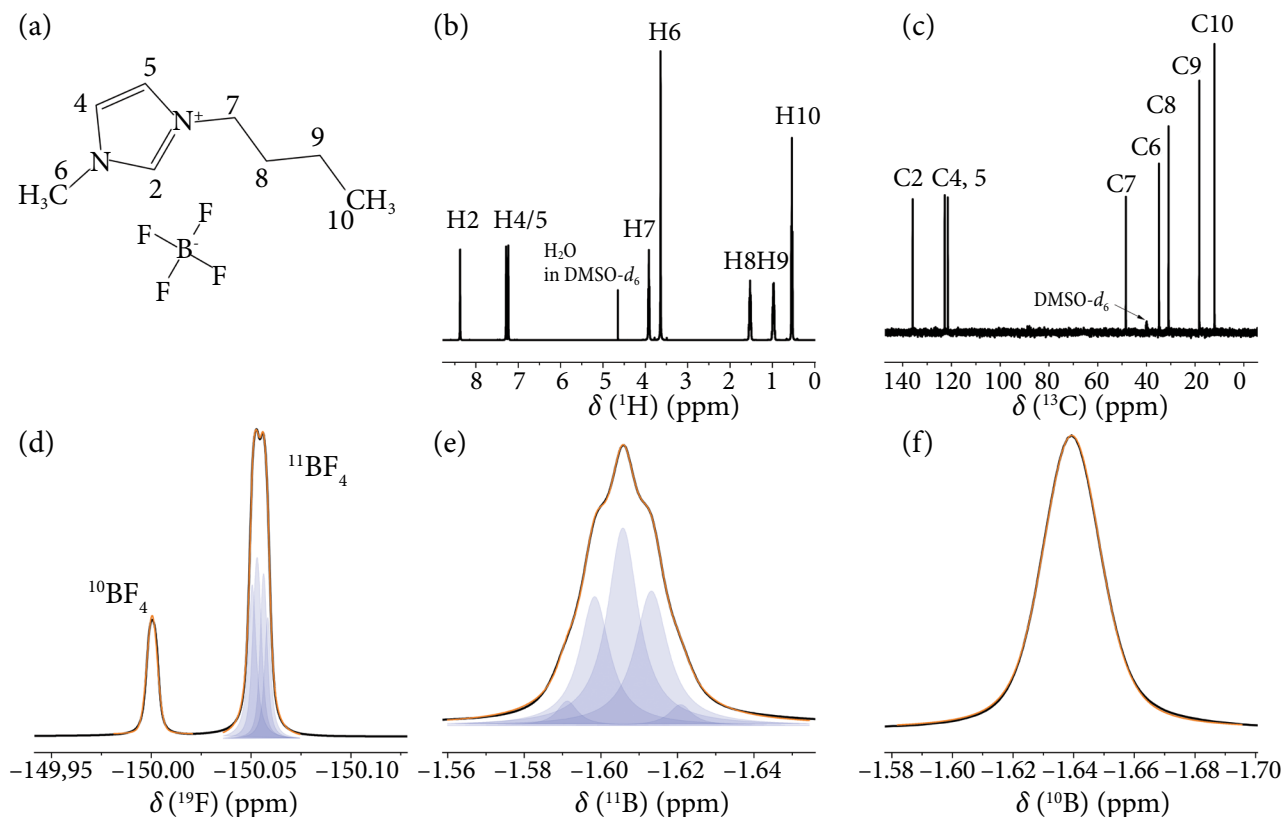 (a)
5
4
N⁺
7
9
6
N
H₃C
2
8
CH₃
10
F
F
B⁻
F
F
(b)
H6
H10
H2
H4/5
H7
H₂O
in DMSO-d₆
H8H9
8 7 6 5 4 3 2 1 0
δ (¹H) (ppm)
(c)
C10
C9
C8
C6
C2
C4, 5
C7
DMSO-d₆
140 120 100 80 60 40 20 0
δ (¹³C) (ppm)
(d)
¹¹BF₄
¹⁰BF₄
−149,95 −150.00 −150.05 −150.10
δ (¹⁹F) (ppm)
(e)
−1.56 −1.60 −1.62 −1.64
δ (¹¹B) (ppm)
(f)
−1.58 −1.60 −1.62 −1.64 −1.66 −1.68 −1.70
δ (¹⁰B) (ppm)